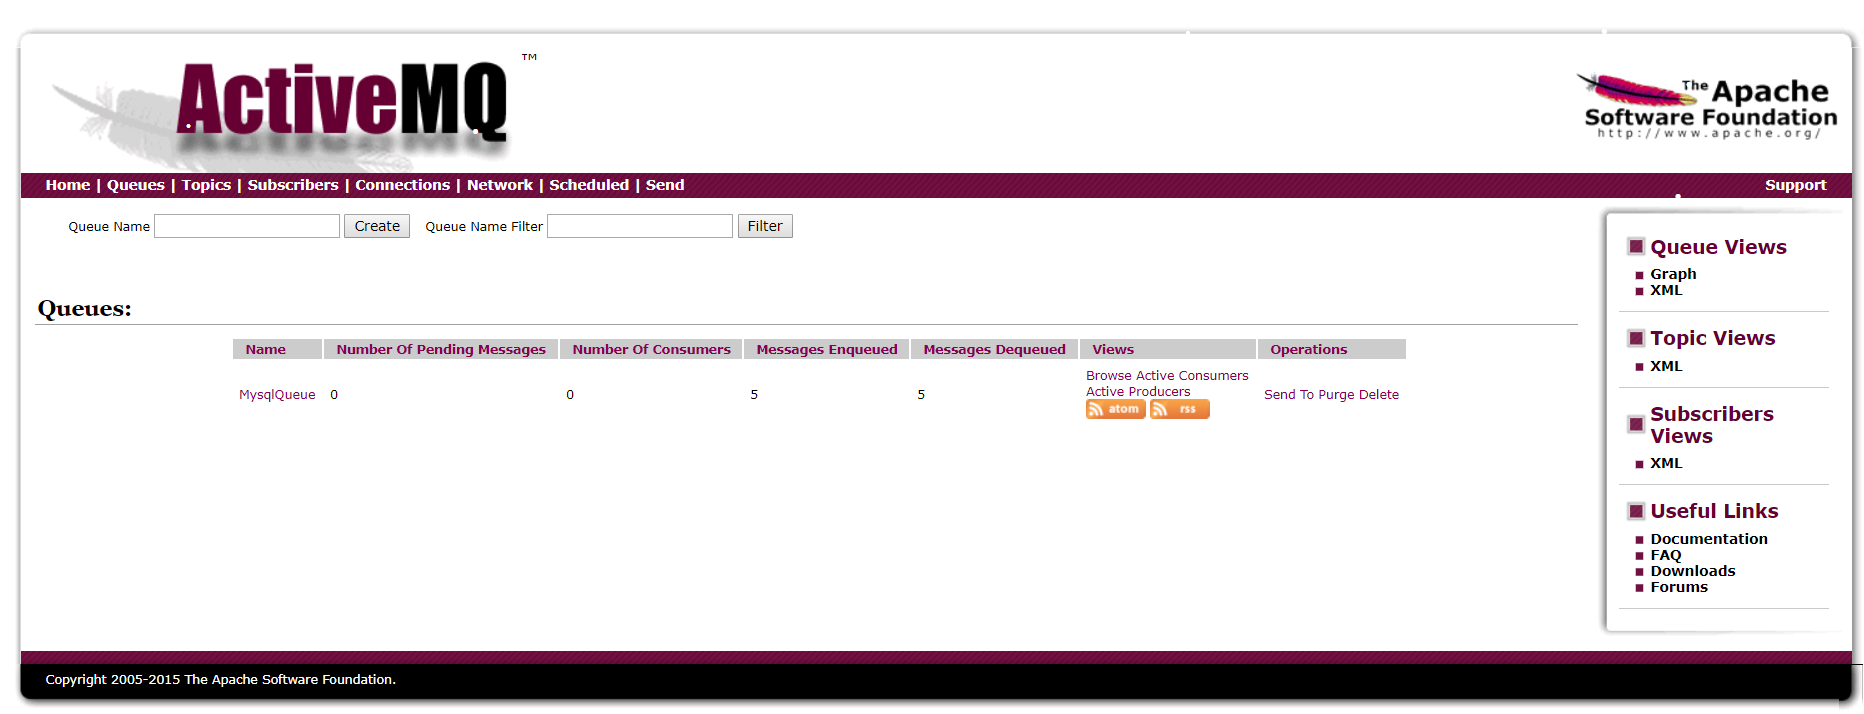 ActiveMQ ™
The Apache
Software Foundation
http://www.apache.org/
Home | Queues | Topics | Subscribers | Connections | Network | Scheduled | Send
Support
Queue Name Create Queue Name Filter Filter
Queues:
Name Number Of Pending Messages Number Of Consumers Messages Enqueued Messages Dequeued Views Operations
MysqlQueue 0 0 5 5
Browse Active Consumers
Active Producers
atom rss
Send To Purge Delete
Queue Views
Graph
XML
Topic Views
XML
Subscribers
Views
XML
Useful Links
Documentation
FAQ
Downloads
Forums
Copyright 2005-2015 The Apache Software Foundation.